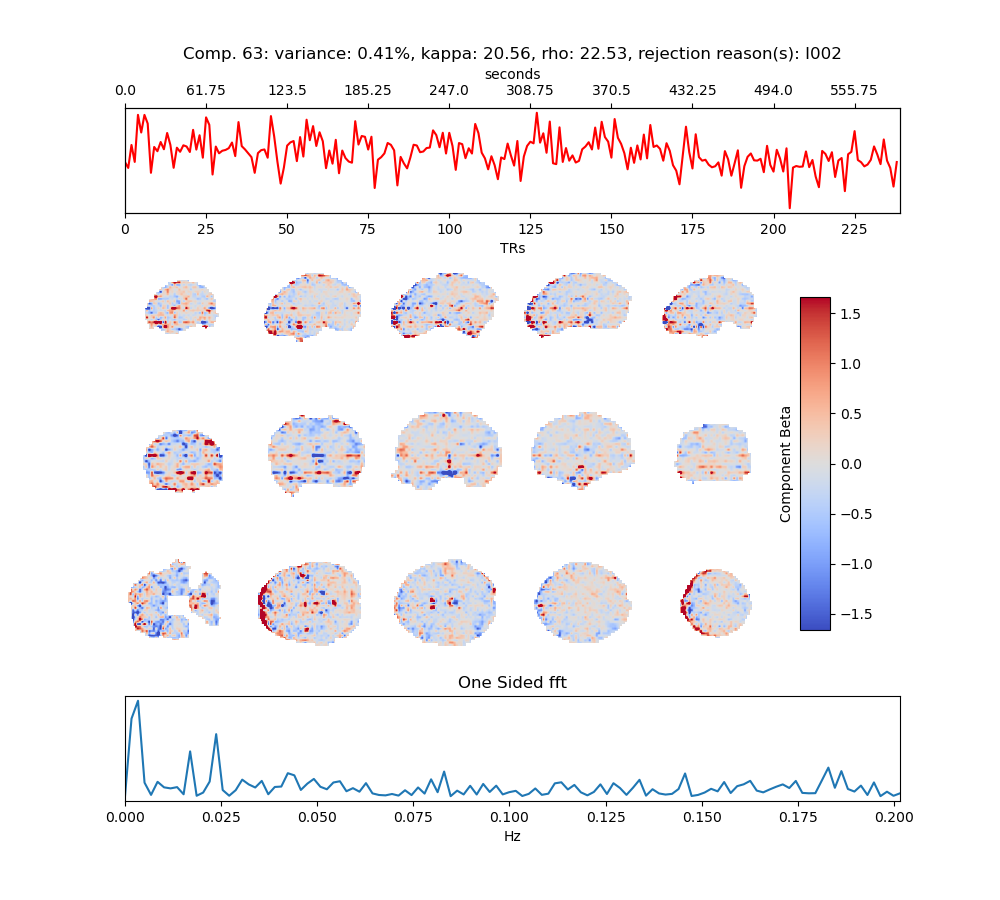 Comp. 63: variance: 0.41%, kappa: 20.56, rho: 22.53, rejection reason(s): I002
seconds
0.0 61.75 123.5 185.25 247.0 308.75 370.5 432.25 494.0 555.75
0 25 50 75 100 125 150 175 200 225
TRs
1.5
1.0
0.5
0.0
−0.5
−1.0
−1.5
Component Beta
One Sided fft
0.000 0.025 0.050 0.075 0.100 0.125 0.150 0.175 0.200
Hz